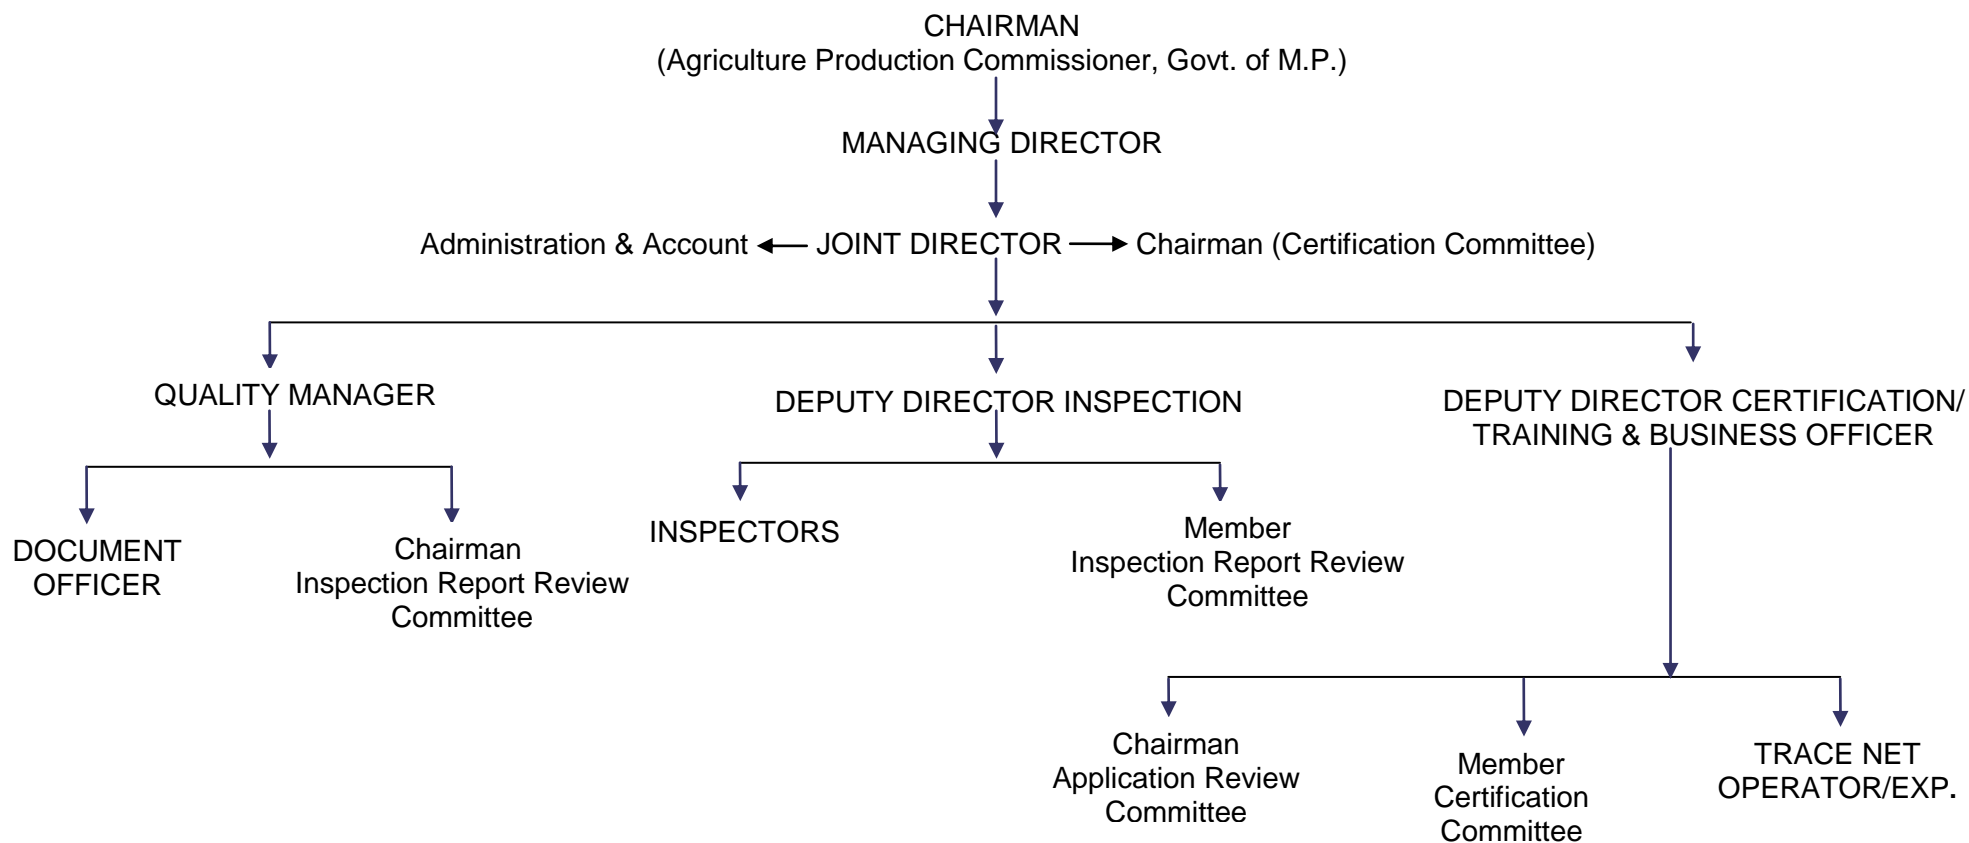 CHAIRMAN
(Agriculture Production Commissioner, Govt. of M.P.)
MANAGING DIRECTOR
Administration & Account
JOINT DIRECTOR
Chairman (Certification Committee)
QUALITY MANAGER
DEPUTY DIRECTOR INSPECTION
DEPUTY DIRECTOR CERTIFICATION/
TRAINING & BUSINESS OFFICER
DOCUMENT
OFFICER
Chairman
Inspection Report Review
Committee
INSPECTORS
Member
Inspection Report Review
Committee
Chairman
Application Review
Committee
Member
Certification
Committee
TRACE NET
OPERATOR/EXP.